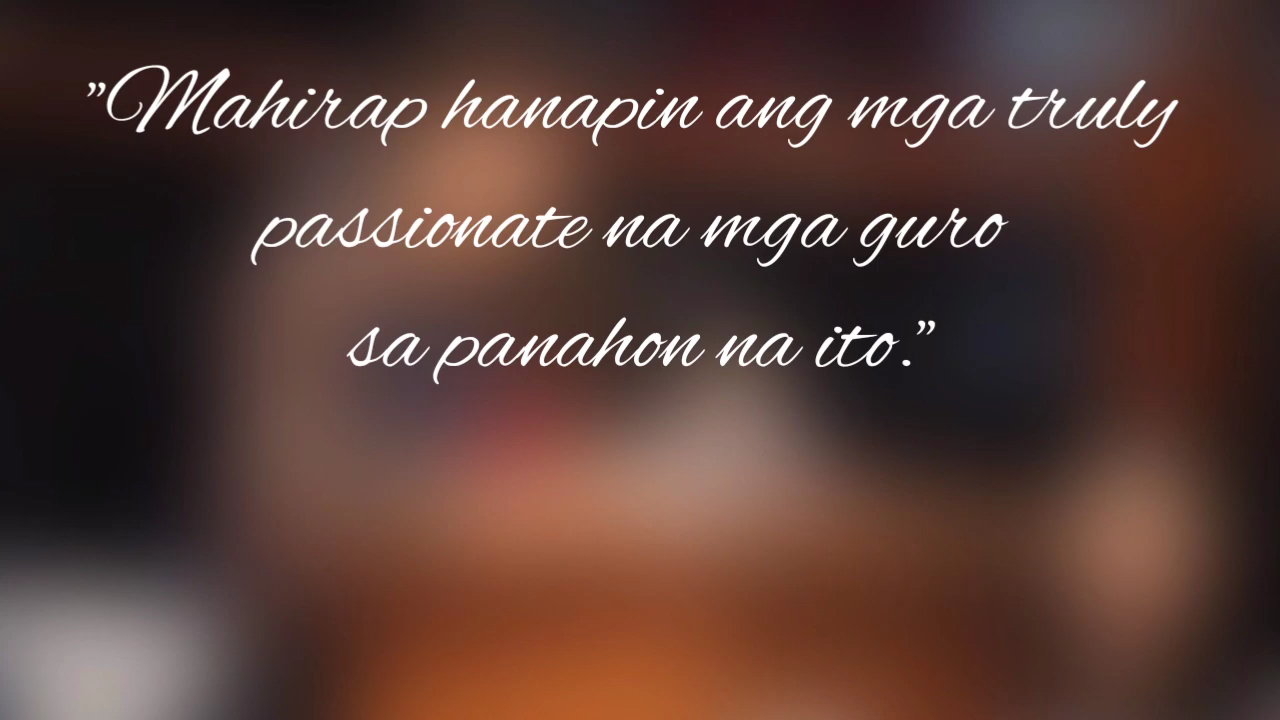 ”Mahirap hanapin ang mga truly
passionate na mga guro
sa panahon na ito.”